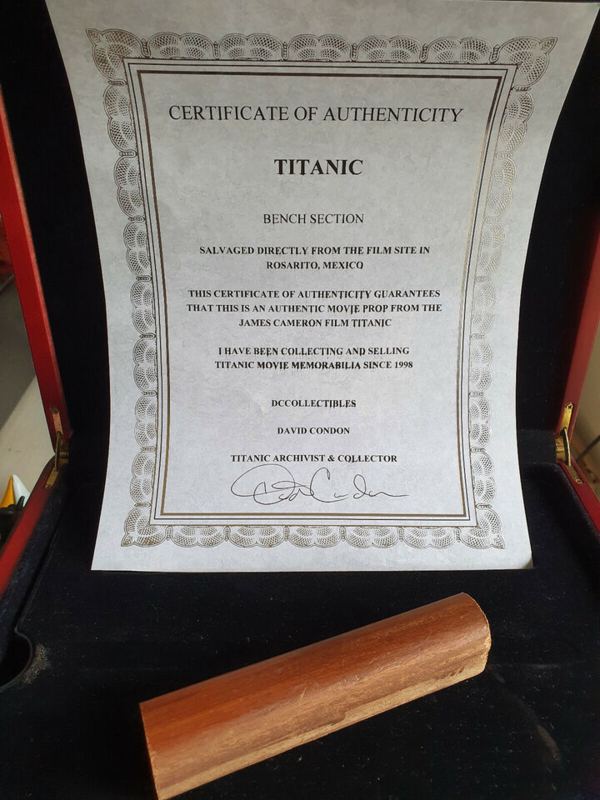 CERTIFICATE OF AUTHENTICITY
TITANIC
BENCH SECTION
SALVAGED DIRECTLY FROM THE FILM SITE IN
ROSARITO, MEXICO
THIS CERTIFICATE OF AUTHENTICITY GUARANTEES
THAT THIS IS AN AUTHENTIC MOVIE PROP FROM THE
JAMES CAMERON FILM TITANIC
I HAVE BEEN COLLECTING AND SELLING
TITANIC MOVIE MEMORABILIA SINCE 1998
DCCOLLECTIBLES
DAVID CONDON
TITANIC ARCHIVIST & COLLECTOR